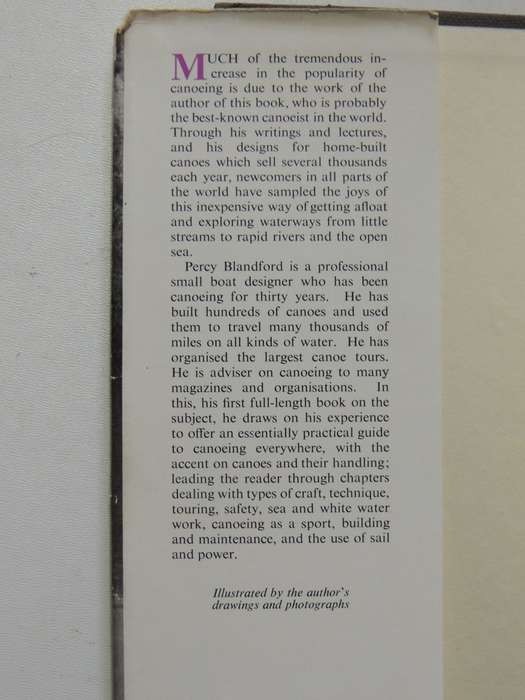 MUCH of the tremendous in-
crease in the popularity of
canoeing is due to the work of the
author of this book, who is probably
the best-known canoeist in the world.
Through his writings and lectures,
and his designs for home-built
canoes which sell several thousands
each year, newcomers in all parts of
the world have sampled the joys of
this inexpensive way of getting afloat
and exploring waterways from little
streams to rapid rivers and the open
sea.
Percy Blandford is a professional
small boat designer who has been
canoeing for thirty years. He has
built hundreds of canoes and used
them to travel many thousands of
miles on all kinds of water. He has
organised the largest canoe tours.
He is adviser on canoeing to many
magazines and organisations. In
this, his first full-length book on the
subject, he draws on his experience
to offer an essentially practical guide
to canoeing everywhere, with the
accent on canoes and their handling;
leading the reader through chapters
dealing with types of craft, technique,
touring, safety, sea and white water
work, canoeing as a sport, building
and maintenance, and the use of sail
and power.
Illustrated by the author's
drawings and photographs